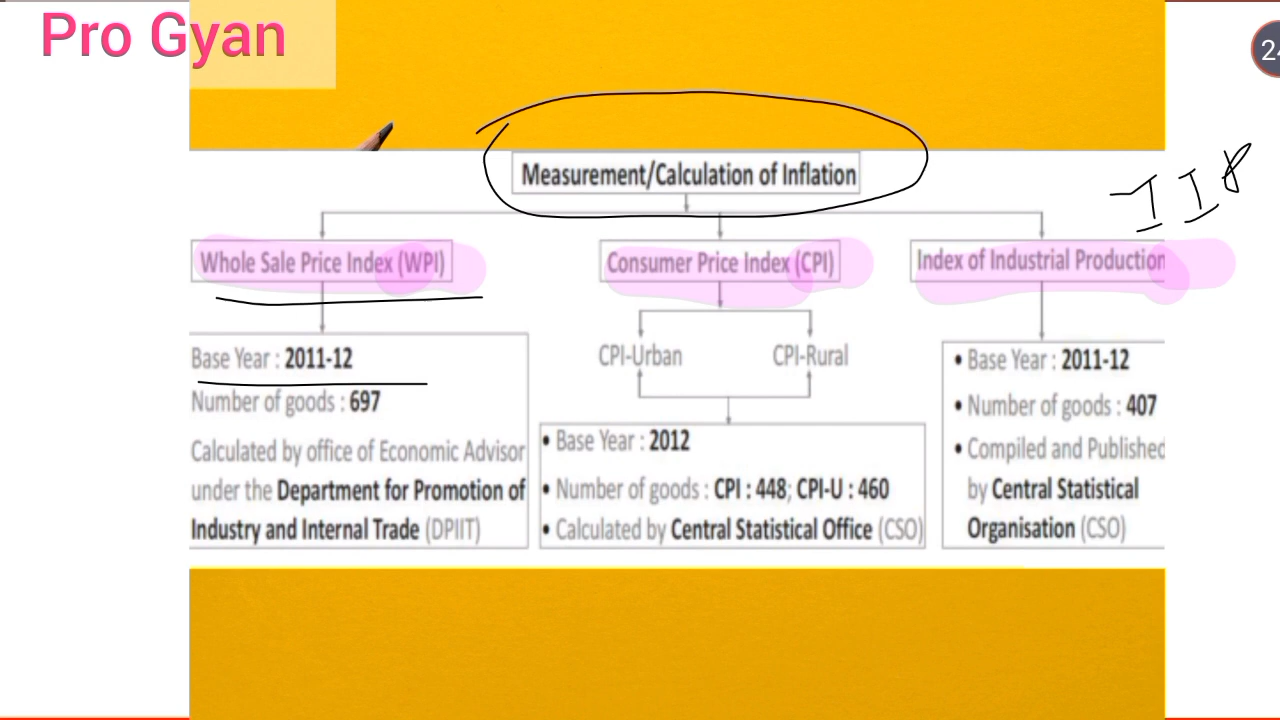 Pro Gyan
24
Measurement/Calculation of Inflation
IIP
Whole Sale Price Index (WPI)
Consumer Price Index (CPI)
Index of Industrial Production
Base Year : 2011-12
Number of goods : 697
Calculated by office of Economic Advisor
under the Department for Promotion of
Industry and Internal Trade (DPIIT)
CPI-Urban
CPI-Rural
• Base Year : 2012
• Number of goods : CPI : 448; CPI-U : 460
• Calculated by Central Statistical Office (CSO)
• Base Year : 2011-12
• Number of goods : 407
• Compiled and Published
by Central Statistical
Organisation (CSO)